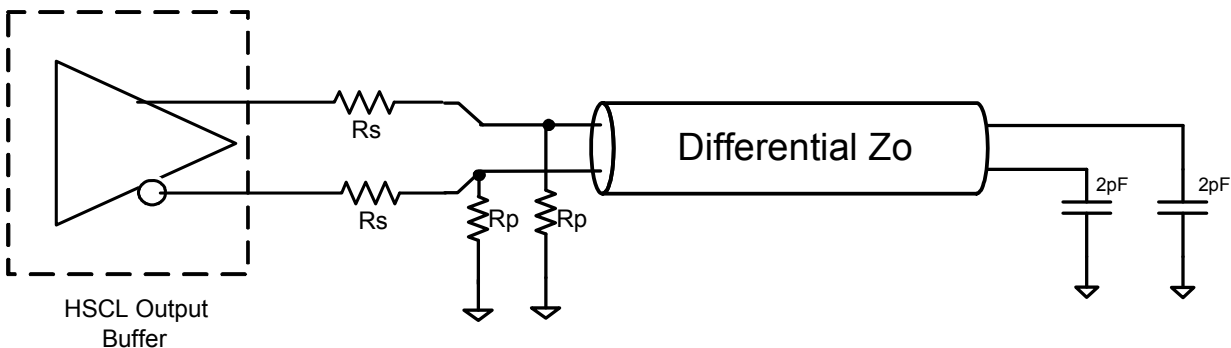 Rs
Differential Zo
2pF
2pF
Rs
Rp
Rp
HSCL Output
Buffer